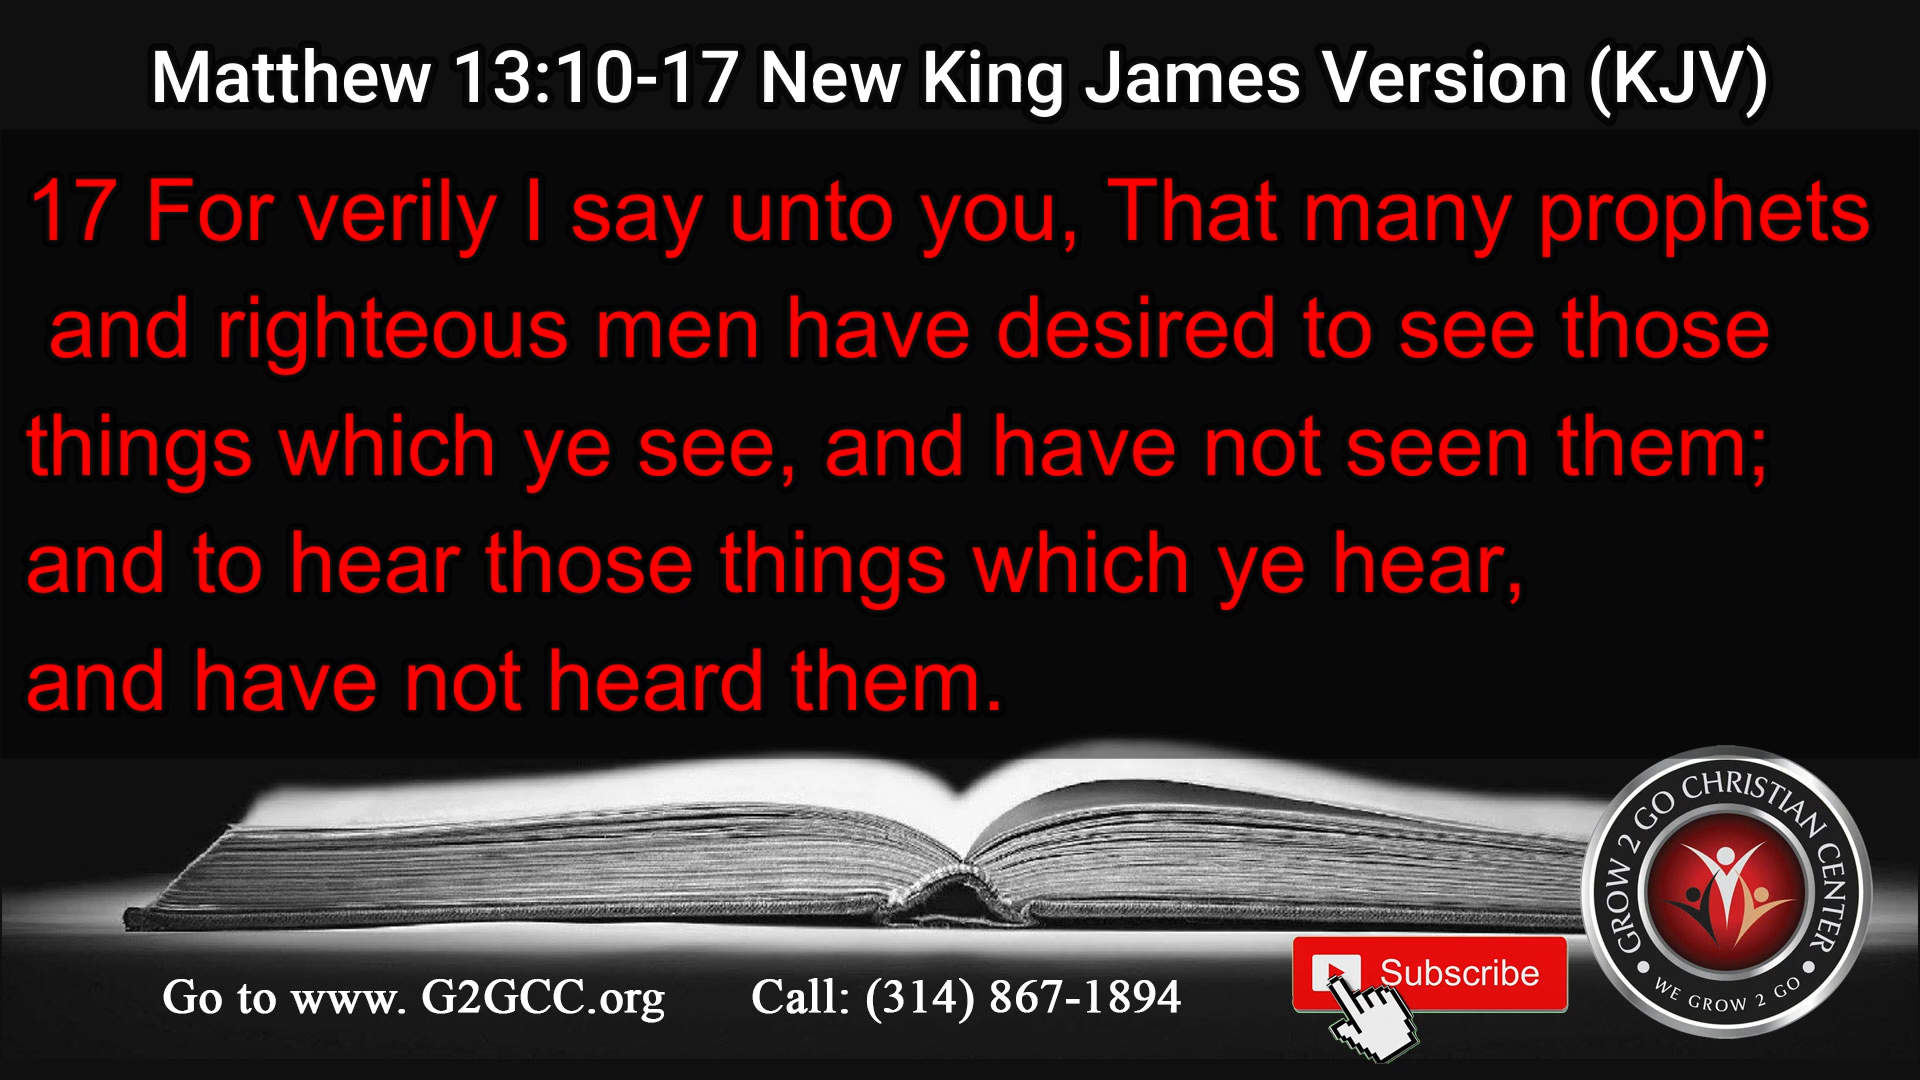 Matthew 13:10-17 New King James Version (KJV)
17 For verily I say unto you, That many prophets
and righteous men have desired to see those
things which ye see, and have not seen them;
and to hear those things which ye hear,
and have not heard them.
GROW 2 GO CHRISTIAN CENTER
WE GROW 2 GO
Subscribe
Go to www. G2GCC.org Call: (314) 867-1894